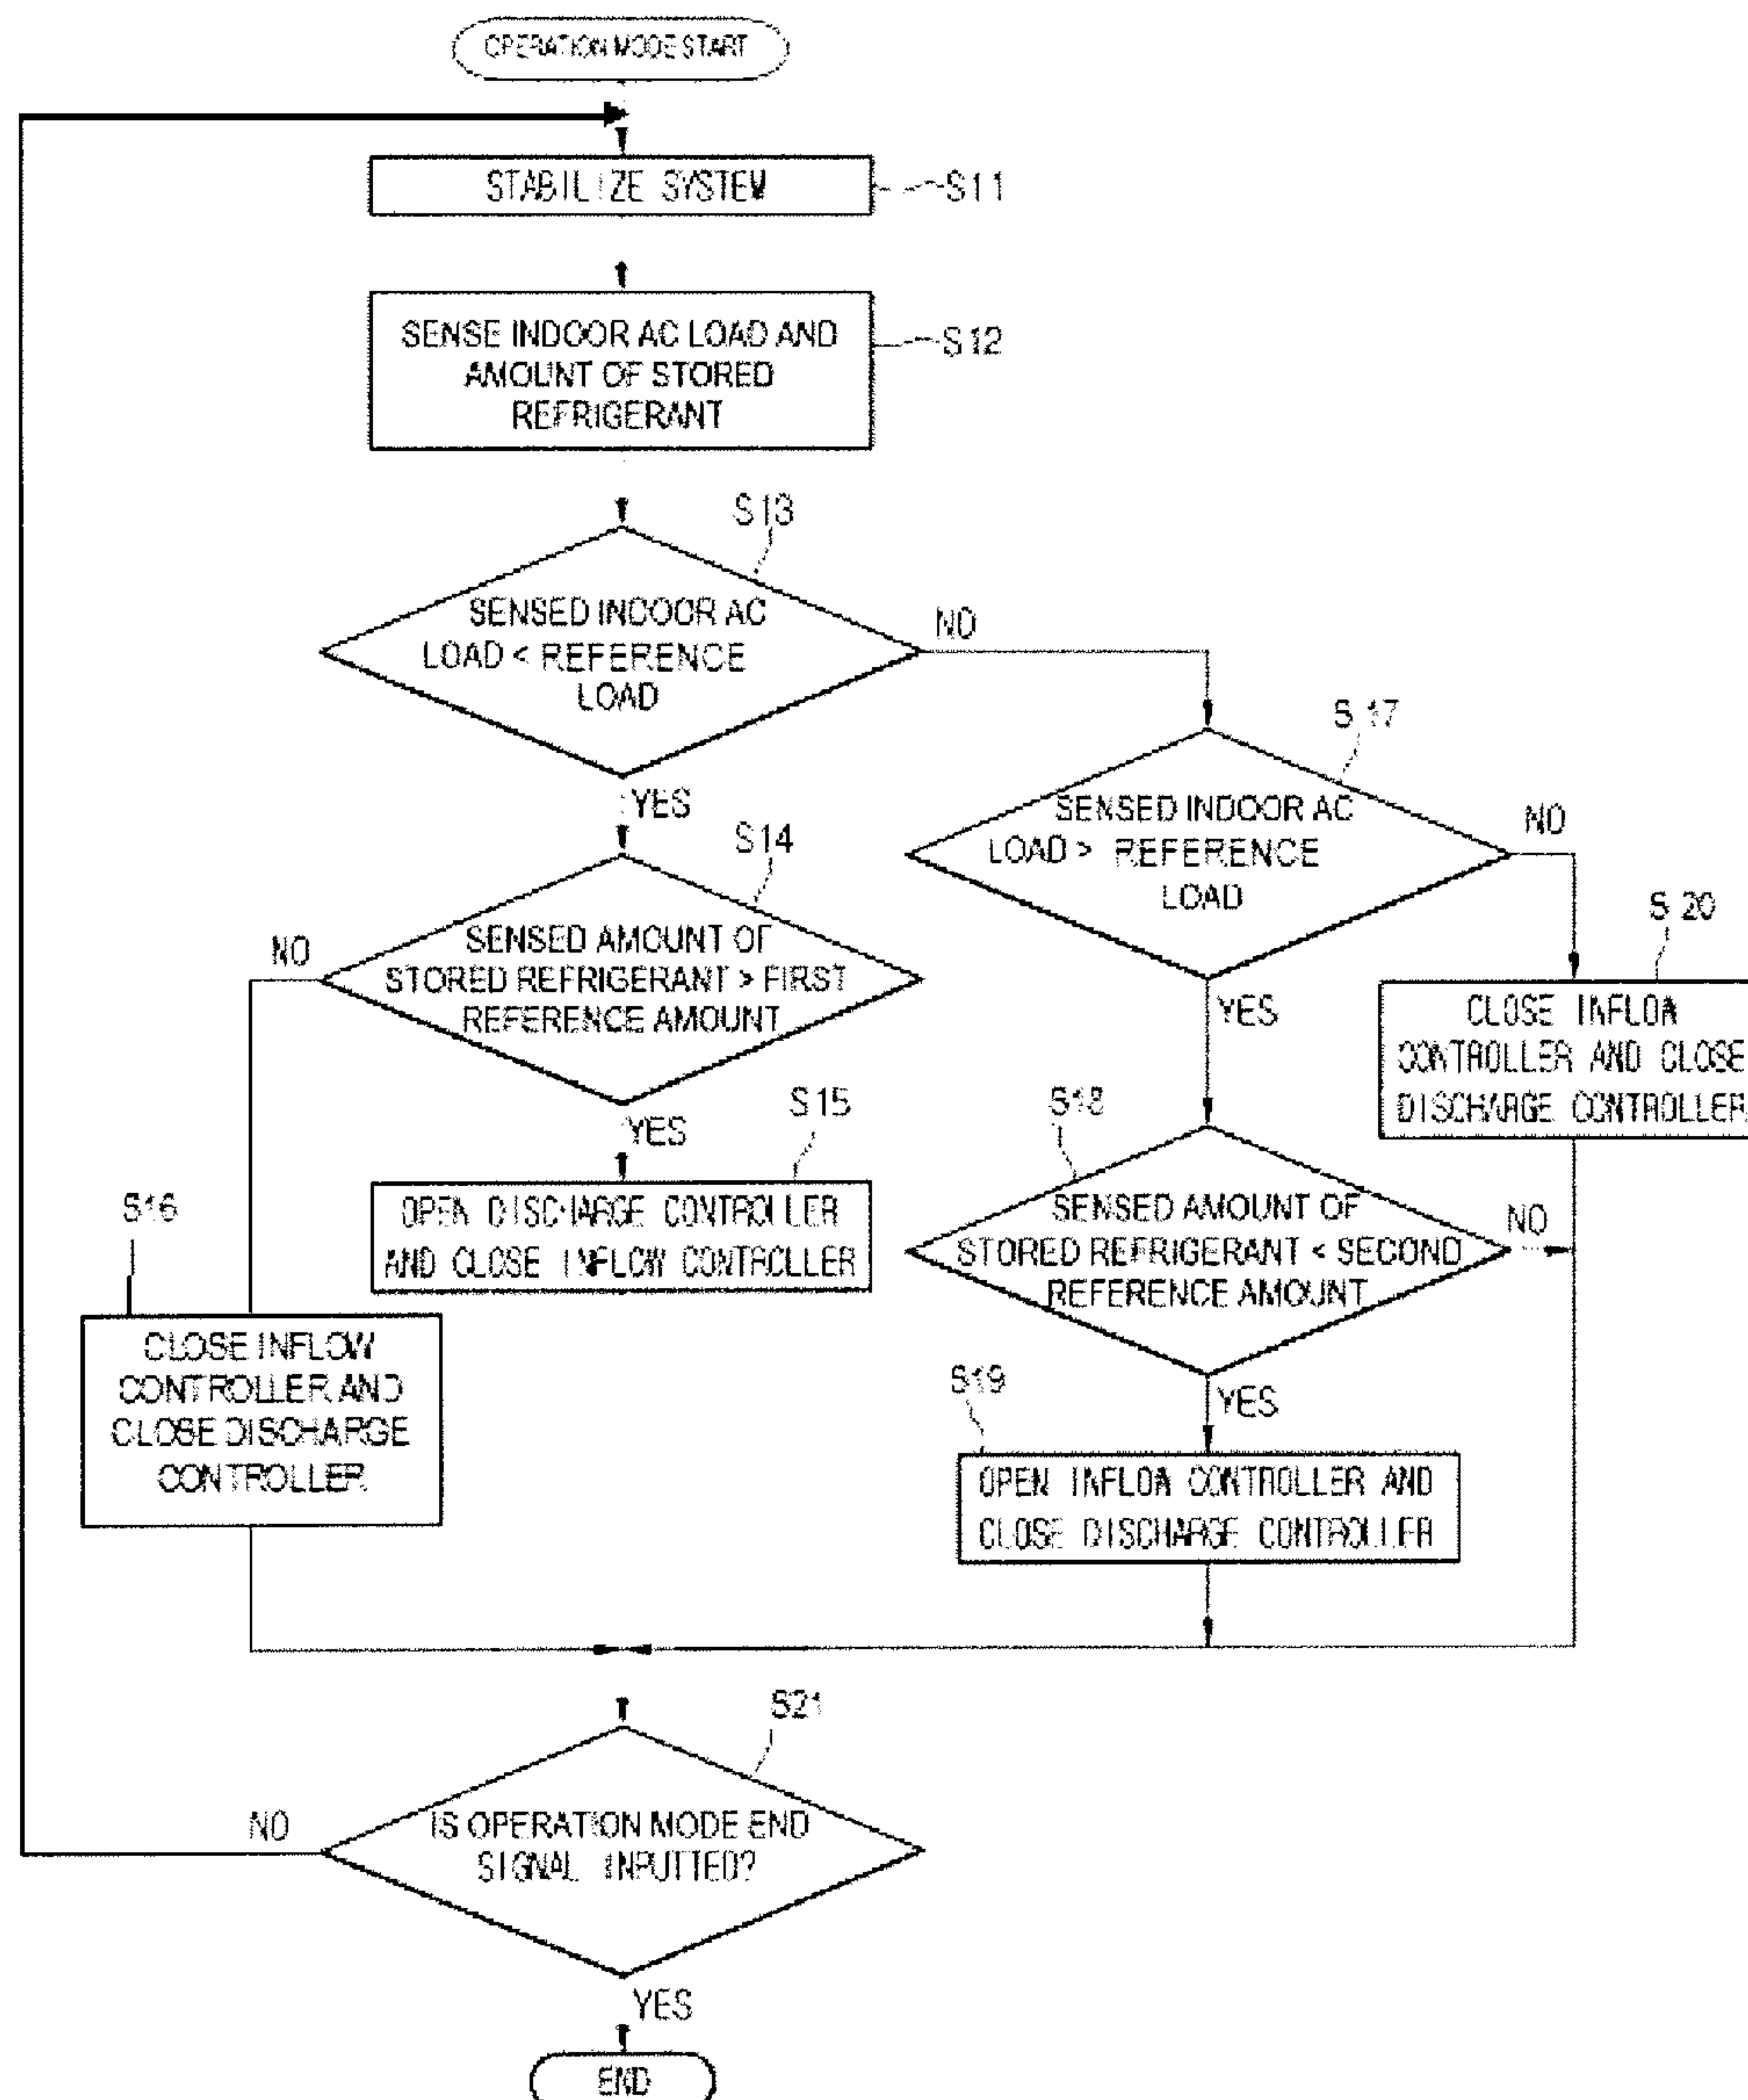 OPERATION MODE START
STABILIZE SYSTEM
S11
SENSE INDOOR AC LOAD AND
AMOUNT OF STORED
REFRIGERANT
S12
S13
SENSED INDOOR AC
LOAD < REFERENCE
LOAD
NO
YES
S17
SENSED INDOOR AC
LOAD > REFERENCE
LOAD
NO
YES
S14
SENSED AMOUNT OF
STORED REFRIGERANT > FIRST
REFERENCE AMOUNT
NO
YES
S20
CLOSE INFLOW
CONTROLLER AND CLOSE
DISCHARGE CONTROLLER
S15
OPEN DISCHARGE CONTROLLER
AND CLOSE INFLOW CONTROLLER
S18
SENSED AMOUNT OF
STORED REFRIGERANT < SECOND
REFERENCE AMOUNT
NO
YES
S16
CLOSE INFLOW
CONTROLLER AND
CLOSE DISCHARGE
CONTROLLER
S19
OPEN INFLOW CONTROLLER AND
CLOSE DISCHARGE CONTROLLER
S21
IS OPERATION MODE END
SIGNAL INPUTTED?
NO
YES
END